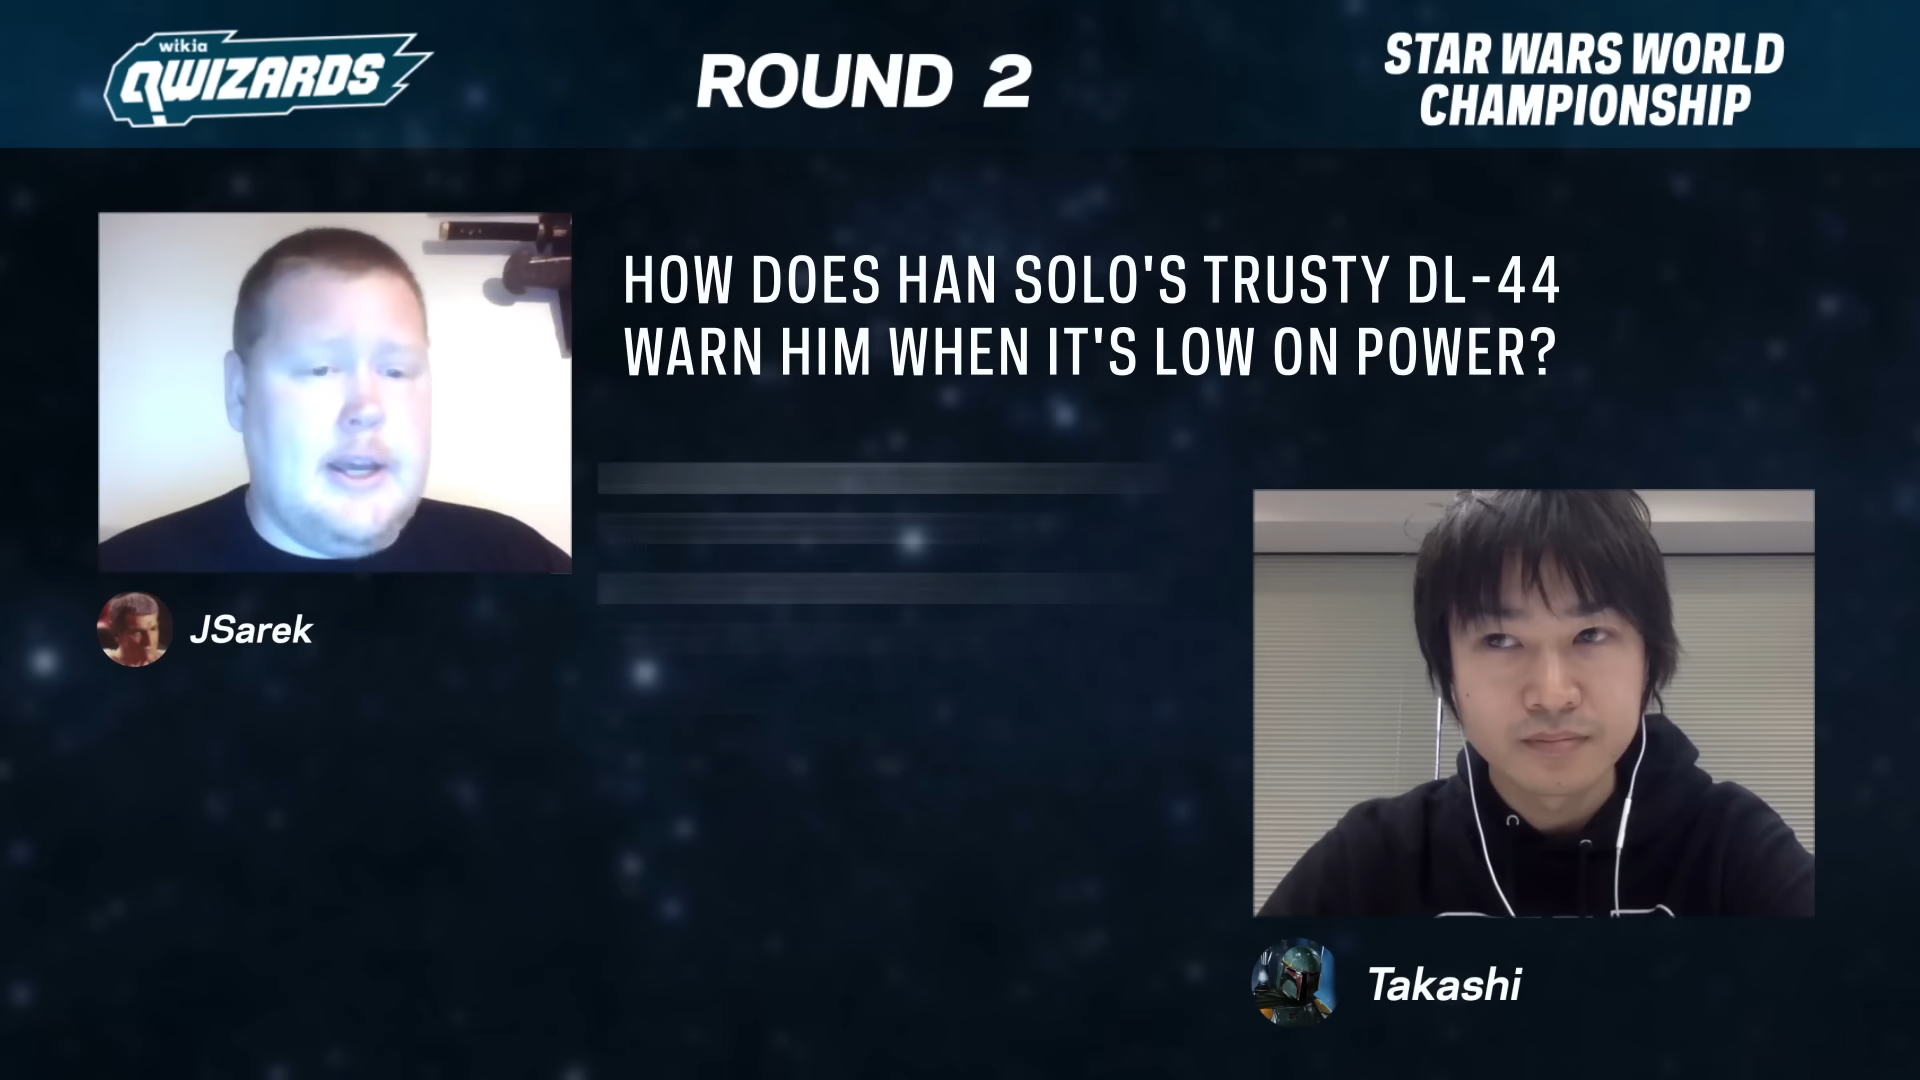 wikia
QWIZARDS
ROUND 2
STAR WARS WORLD
CHAMPIONSHIP
HOW DOES HAN SOLO'S TRUSTY DL-44
WARN HIM WHEN IT'S LOW ON POWER?
JSarek
Takashi